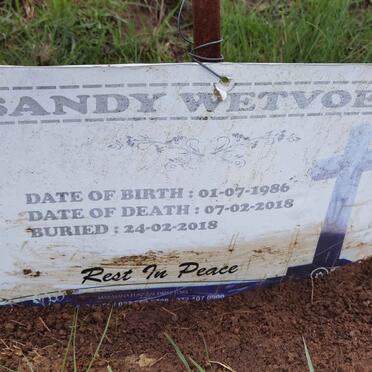 SANDY WETVOE
DATE OF BIRTH : 01-07-1986
DATE OF DEATH : 07-02-2018
BURIED : 24-02-2018
Rest In Peace